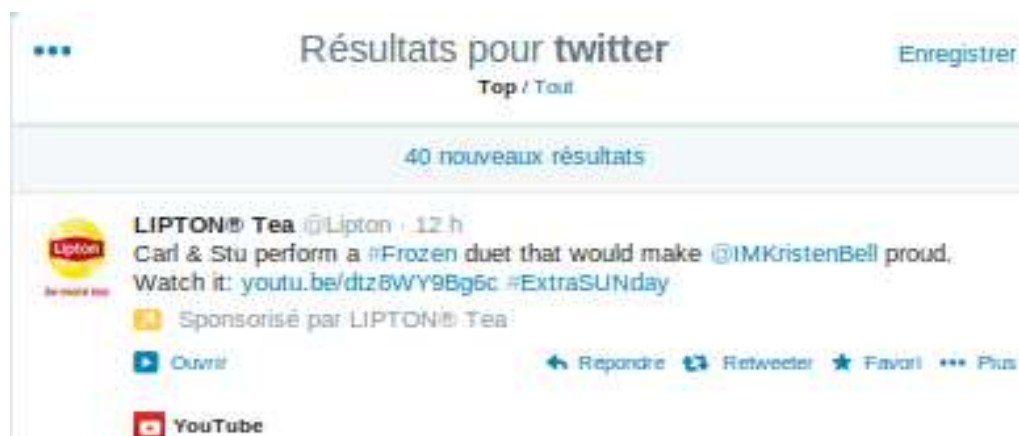 Résultats pour twitter
Enregistrer
Top / Tout
40 nouveaux résultats
LIPTON® Tea @Lipton · 12 h
Carl & Stu perform a #Frozen duet that would make @IMKristenBell proud.
Watch it: youtu.be/dtz8WY9Bg6c #ExtraSUNday
Sponsorisé par LIPTON® Tea
Ouvrir
Répondre Retweeter Favori ••• Plus
YouTube
Lipton